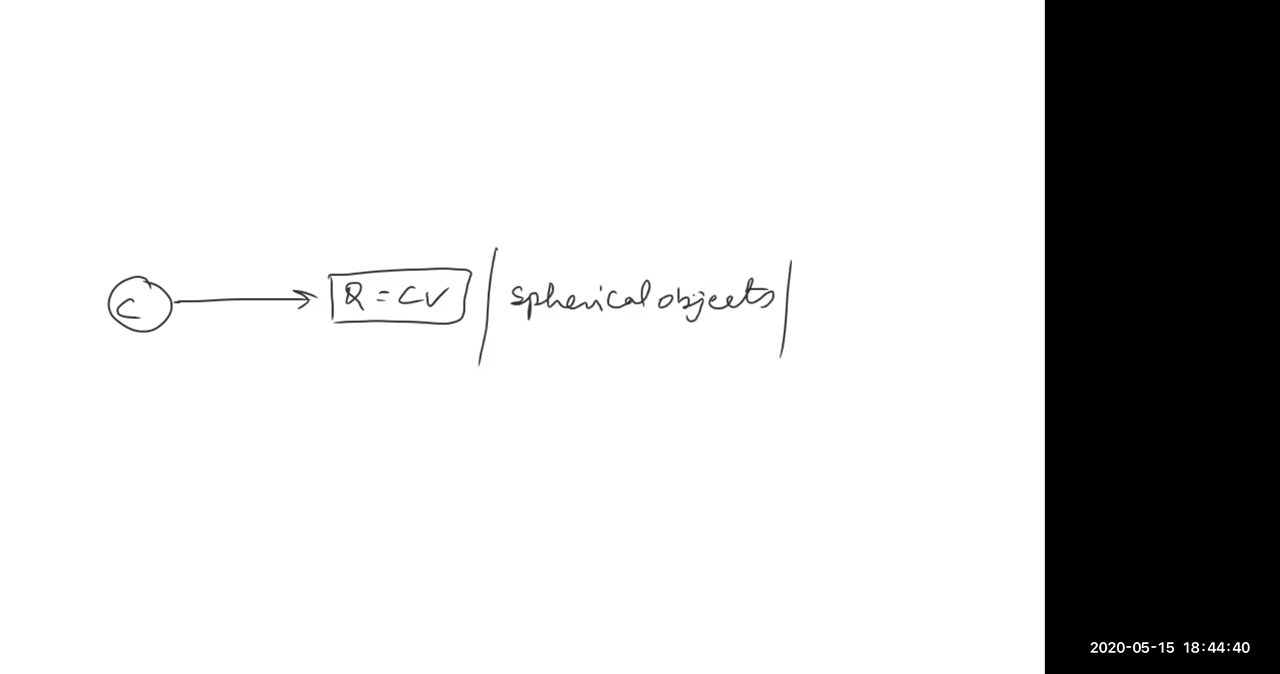 C → R = CV | spherical objects |
2020-05-15 18:44:40